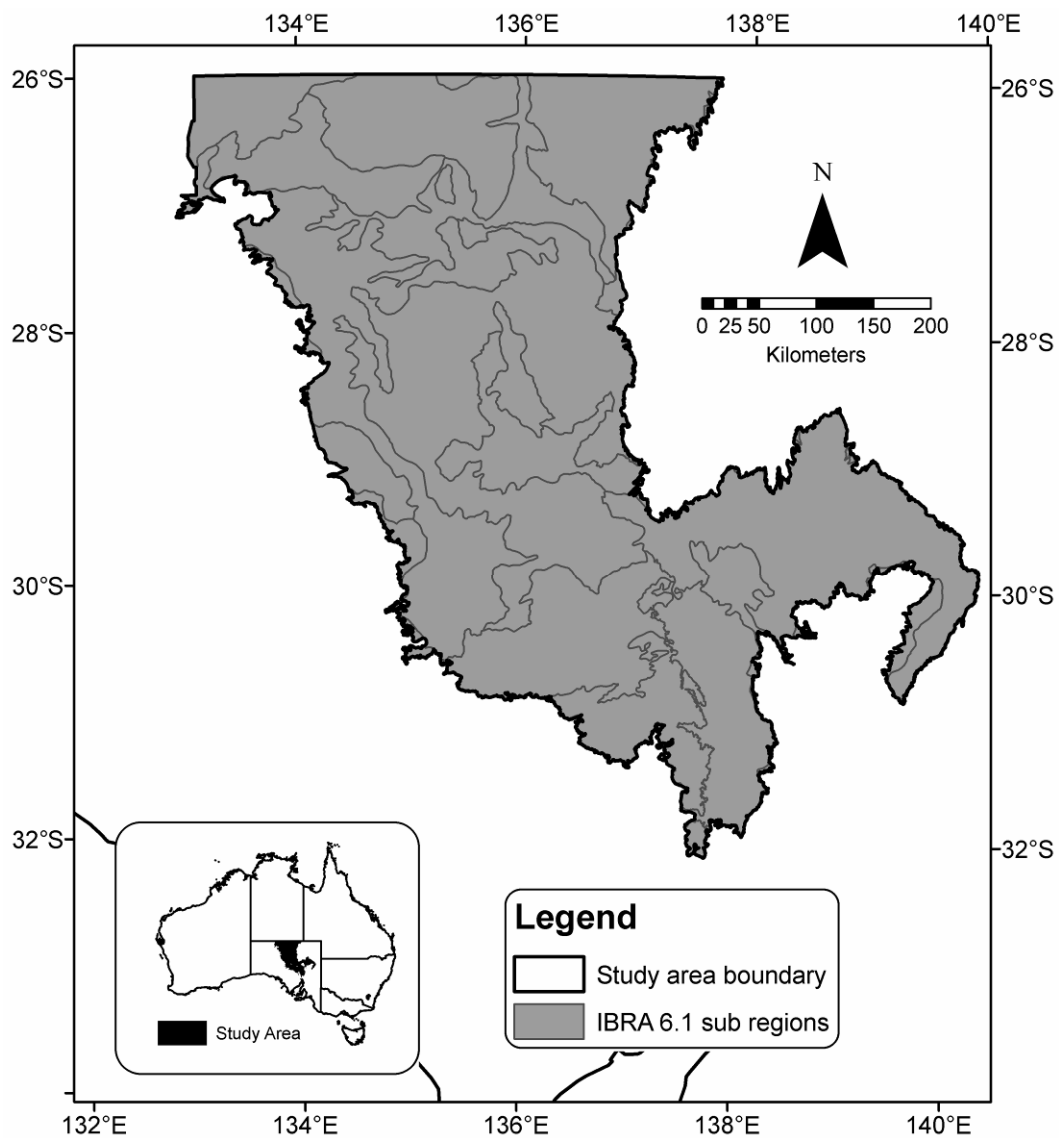 134°E 136°E 138°E 140°E
26°S 26°S
N
0 25 50 100 150 200
Kilometers
28°S 28°S
30°S 30°S
32°S 32°S
Study Area
Legend
Study area boundary
IBRA 6.1 sub regions
132°E 134°E 136°E 138°E 140°E